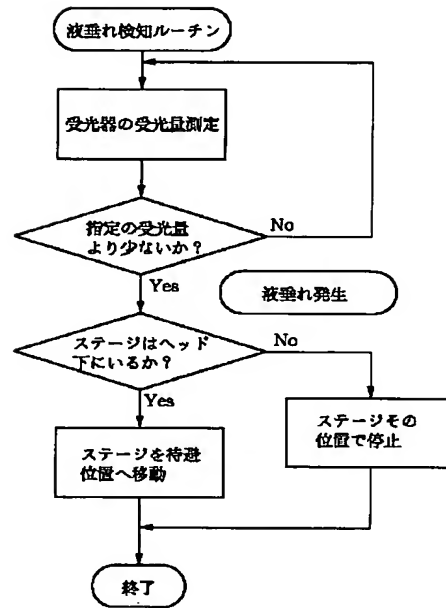 液垂れ検知ルーチン
受光器の受光量測定
指定の受光量
より少ないか？
No
Yes
液垂れ発生
ステージはヘッド
下にいるか？
No
Yes
ステージその
位置で停止
ステージを待避
位置へ移動
終了